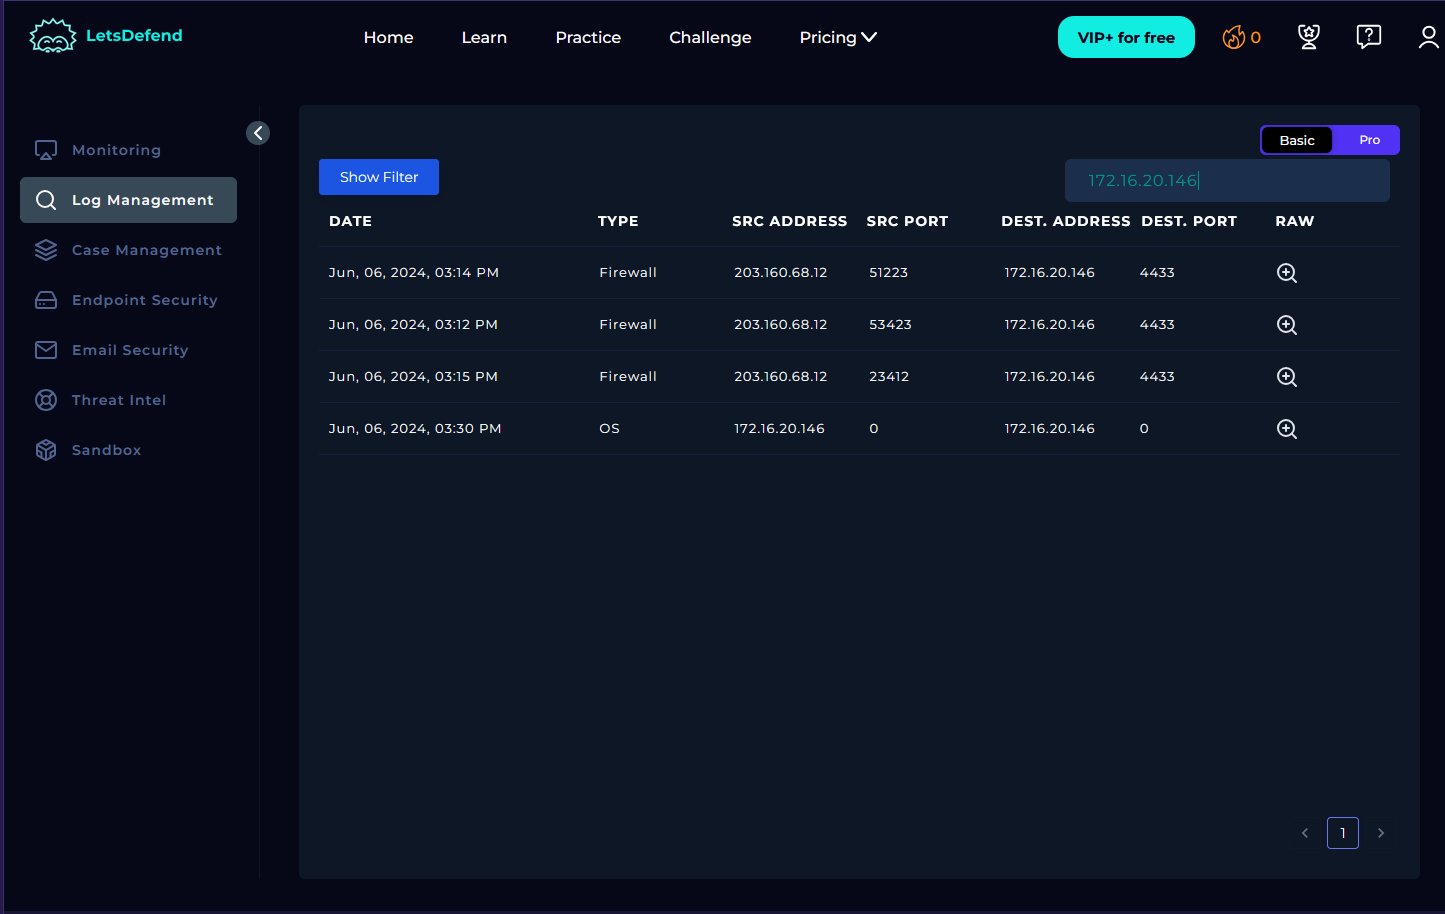 LetsDefend Home Learn Practice Challenge Pricing VIP+ for free 0
Monitoring
Log Management
Case Management
Endpoint Security
Email Security
Threat Intel
Sandbox
Basic Pro
Show Filter 172.16.20.146
DATE TYPE SRC ADDRESS SRC PORT DEST. ADDRESS DEST. PORT RAW
Jun, 06, 2024, 03:14 PM Firewall 203.160.68.12 51223 172.16.20.146 4433
Jun, 06, 2024, 03:12 PM Firewall 203.160.68.12 53423 172.16.20.146 4433
Jun, 06, 2024, 03:15 PM Firewall 203.160.68.12 23412 172.16.20.146 4433
Jun, 06, 2024, 03:30 PM OS 172.16.20.146 0 172.16.20.146 0
1